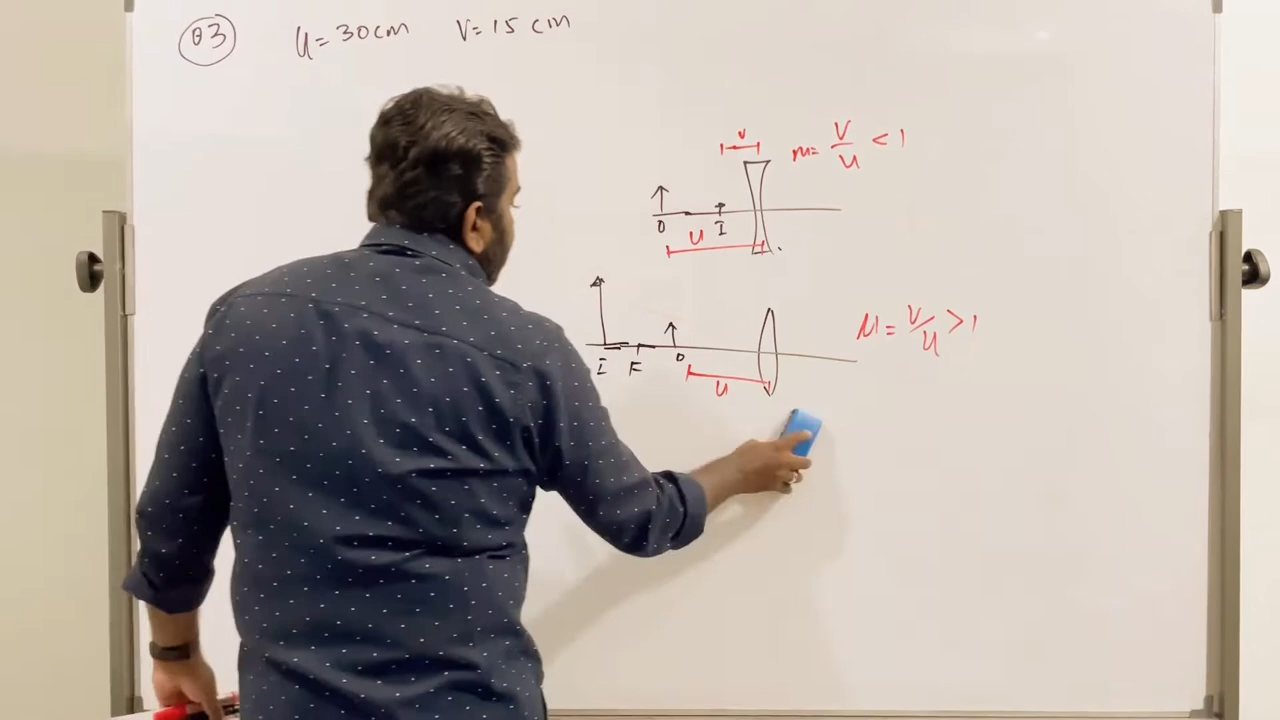 Q3 u = 30cm v = 15 cm
v
m = v/u < 1
O I
u
M = v/u > 1
I F O
u